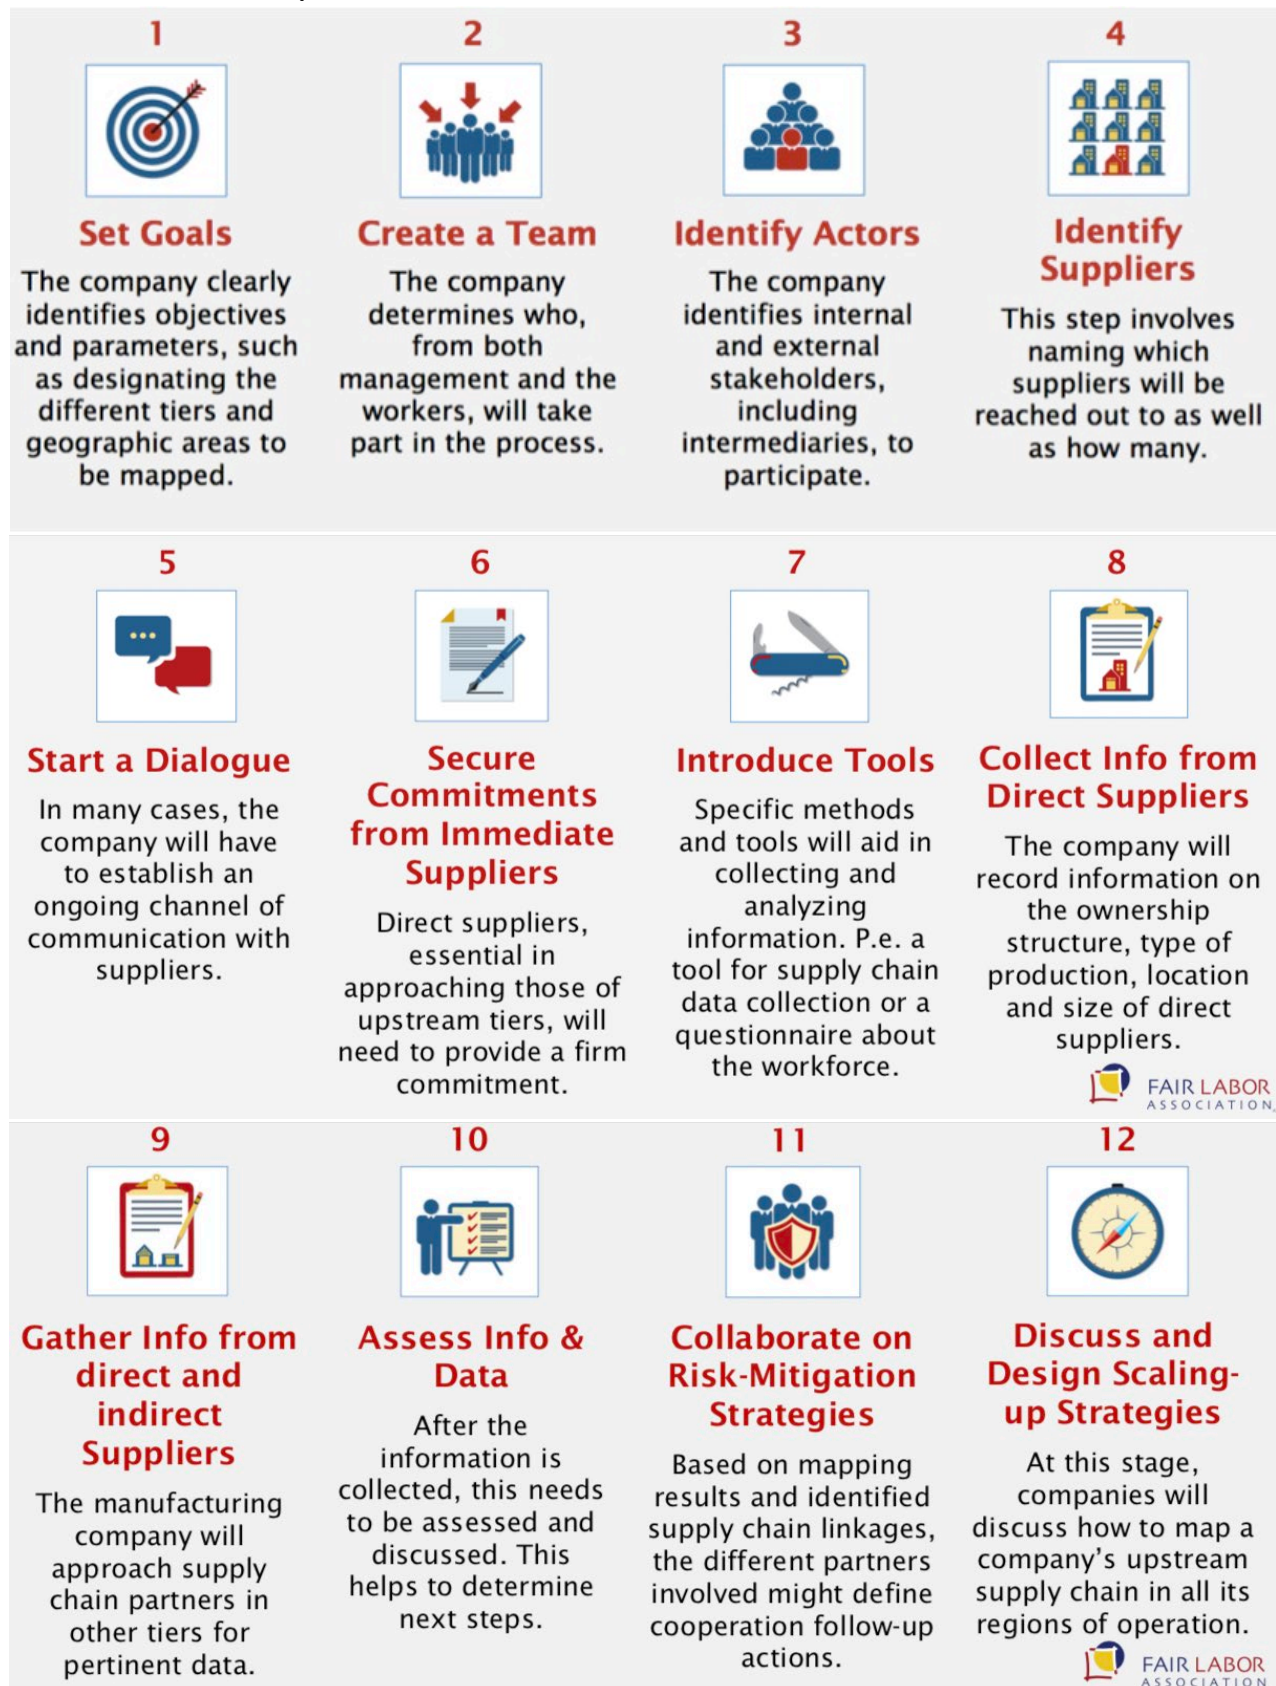 1
Set Goals
The company clearly
identifies objectives
and parameters, such
as designating the
different tiers and
geographic areas to
be mapped.
2
Create a Team
The company
determines who,
from both
management and the
workers, will take
part in the process.
3
Identify Actors
The company
identifies internal
and external
stakeholders,
including
intermediaries, to
participate.
4
Identify
Suppliers
This step involves
naming which
suppliers will be
reached out to as well
as how many.
5
Start a Dialogue
In many cases, the
company will have
to establish an
ongoing channel of
communication with
suppliers.
6
Secure
Commitments
from Immediate
Suppliers
Direct suppliers,
essential in
approaching those of
upstream tiers, will
need to provide a firm
commitment.
7
Introduce Tools
Specific methods
and tools will aid in
collecting and
analyzing
information. P.e. a
tool for supply chain
data collection or a
questionnaire about
the workforce.
8
Collect Info from
Direct Suppliers
The company will
record information on
the ownership
structure, type of
production, location
and size of direct
suppliers.
FAIR LABOR
ASSOCIATION
9
Gather Info from
direct and
indirect
Suppliers
The manufacturing
company will
approach supply
chain partners in
other tiers for
pertinent data.
10
Assess Info &
Data
After the
information is
collected, this needs
to be assessed and
discussed. This
helps to determine
next steps.
11
Collaborate on
Risk-Mitigation
Strategies
Based on mapping
results and identified
supply chain linkages,
the different partners
involved might define
cooperation follow-up
actions.
12
Discuss and
Design Scaling-
up Strategies
At this stage,
companies will
discuss how to map a
company's upstream
supply chain in all its
regions of operation.
FAIR LABOR
ASSOCIATION